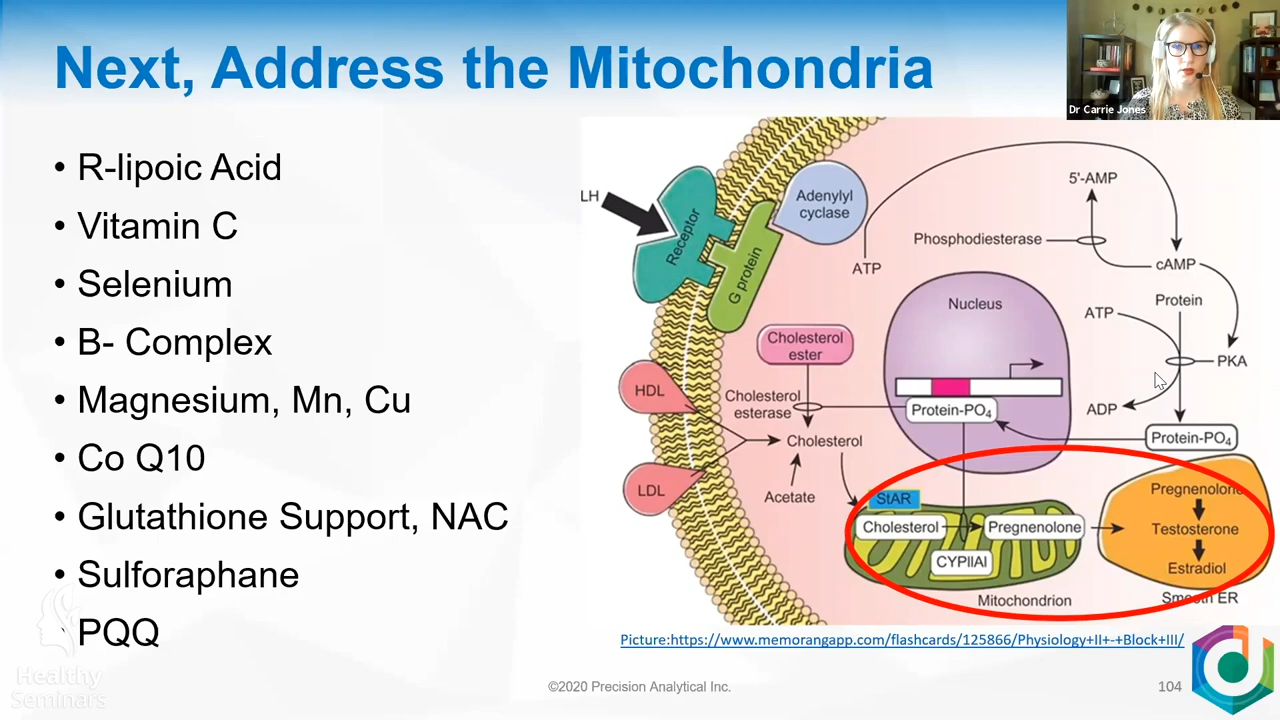 Next, Address the Mitochondria
Dr Carrie Jones
• R-lipoic Acid
• Vitamin C
• Selenium
• B- Complex
• Magnesium, Mn, Cu
• Co Q10
• Glutathione Support, NAC
• Sulforaphane
• PQQ
LH
Receptor
G protein
Adenylyl
cyclase
ATP
5'-AMP
Phosphodiesterase
cAMP
Nucleus
Protein
ATP
PKA
ADP
Protein-PO4
Protein-PO4
Cholesterol
ester
HDL
Cholesterol
esterase
Cholesterol
LDL
Acetate
StAR
Cholesterol
Pregnenolone
CYPIIAI
Mitochondrion
Pregnenolone
Testosterone
Estradiol
Smooth ER
Picture:https://www.memorangapp.com/flashcards/125866/Physiology+II+-+Block+III/
Healthy
Seminars
©2020 Precision Analytical Inc.
104